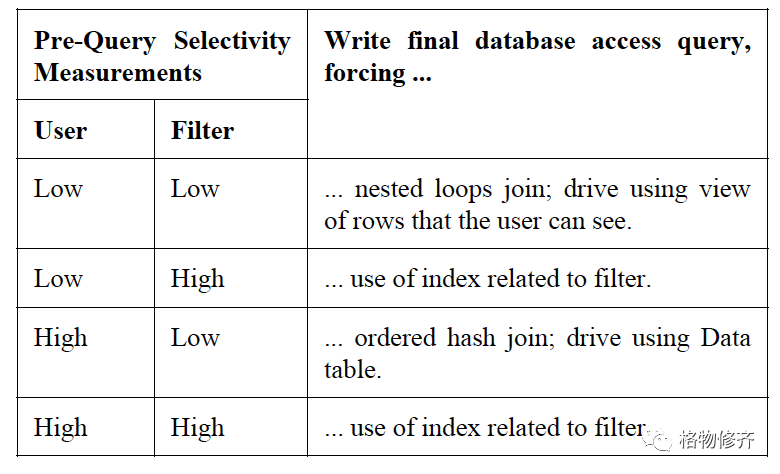 Pre-Query Selectivity
Measurements
Write final database access query,
forcing ...
User
Filter
Low
Low
... nested loops join; drive using view
of rows that the user can see.
Low
High
... use of index related to filter.
High
Low
... ordered hash join; drive using Data
table.
High
High
... use of index related to filter.
格物修齐